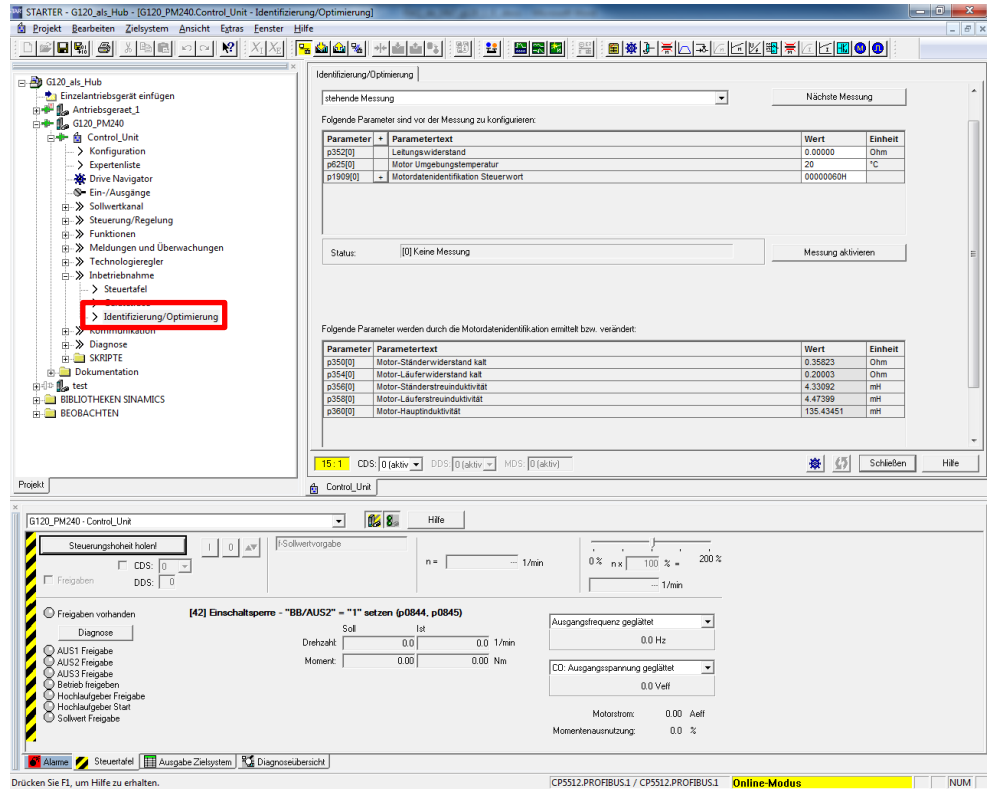 STARTER - G120_als_Hub - [G120_PM240.Control_Unit - Identifizierung/Optimierung]
Projekt Bearbeiten Zielsystem Ansicht Extras Fenster Hilfe
G120_als_Hub
Einzelantriebsgerät einfügen
Antriebsgeraet_1
G120_PM240
Control_Unit
Konfiguration
Expertenliste
Drive Navigator
Ein-/Ausgänge
Sollwertkanal
Steuerung/Regelung
Funktionen
Meldungen und Überwachungen
Technologieregler
Inbetriebnahme
Steuertafel
Identifizierung/Optimierung
Kommunikation
Diagnose
SKRIPTE
Dokumentation
test
BIBLIOTHEKEN SINAMICS
BEOBACHTEN
Projekt
Identifizierung/Optimierung
stehende Messung
Nächste Messung
Folgende Parameter sind vor der Messung zu konfigurieren:
Parameter + Parametertext Wert Einheit
p352[0] Leitungswiderstand 0.00000 Ohm
p625[0] Motor Umgebungstemperatur 20 °C
p1909[0] + Motordatenidentifikation Steuerwort 00000060H
Status: [0] Keine Messung
Messung aktivieren
Folgende Parameter werden durch die Motordatenidentifikation ermittelt bzw. verändert:
Parameter Parametertext Wert Einheit
p350[0] Motor-Ständerwiderstand kalt 0.35823 Ohm
p354[0] Motor-Läuferwiderstand kalt 0.20003 Ohm
p356[0] Motor-Ständerstreuinduktivität 4.33092 mH
p358[0] Motor-Läuferstreuinduktivität 4.47399 mH
p360[0] Motor-Hauptinduktivität 135.43451 mH
15 : 1 CDS: 0 (aktiv DDS: 0 (aktiv MDS: 0 (aktiv)
Schließen Hilfe
Control_Unit
G120_PM240 - Control_Unit
Hilfe
Steuerungshoheit holen!
I 0
f-Sollwertvorgabe
CDS: 0
Freigaben DDS: 0
n = --- 1/min
0 % n x 100 % = 200 %
--- 1/min
Freigaben vorhanden
Diagnose
AUS1 Freigabe
AUS2 Freigabe
AUS3 Freigabe
Betrieb freigeben
Hochlaufgeber Freigabe
Hochlaufgeber Start
Sollwert Freigabe
[42] Einschaltsperre - "BB/AUS2" = "1" setzen (p0844, p0845)
Soll Ist
Drehzahl: 0.0 0.0 1/min
Moment: 0.00 0.00 Nm
Ausgangsfrequenz geglättet
0.0 Hz
CO: Ausgangsspannung geglättet
0.0 Veff
Motorstrom: 0.00 Aeff
Momentenausnutzung: 0.0 %
Alarme Steuertafel Ausgabe Zielsystem Diagnoseübersicht
Drücken Sie F1, um Hilfe zu erhalten.
CP5512.PROFIBUS.1 / CP5512.PROFIBUS.1 Online-Modus NUM